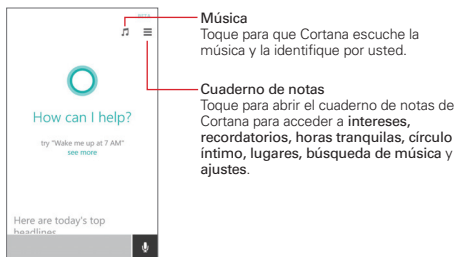 BETA
Música
Toque para que Cortana escuche la
música y la identifique por usted.
Cuaderno de notas
Toque para abrir el cuaderno de notas de
Cortana para acceder a intereses,
recordatorios, horas tranquilas, círculo
íntimo, lugares, búsqueda de música y
ajustes.
How can I help?
try "Wake me up at 7 AM"
see more
Here are today's top
headlines